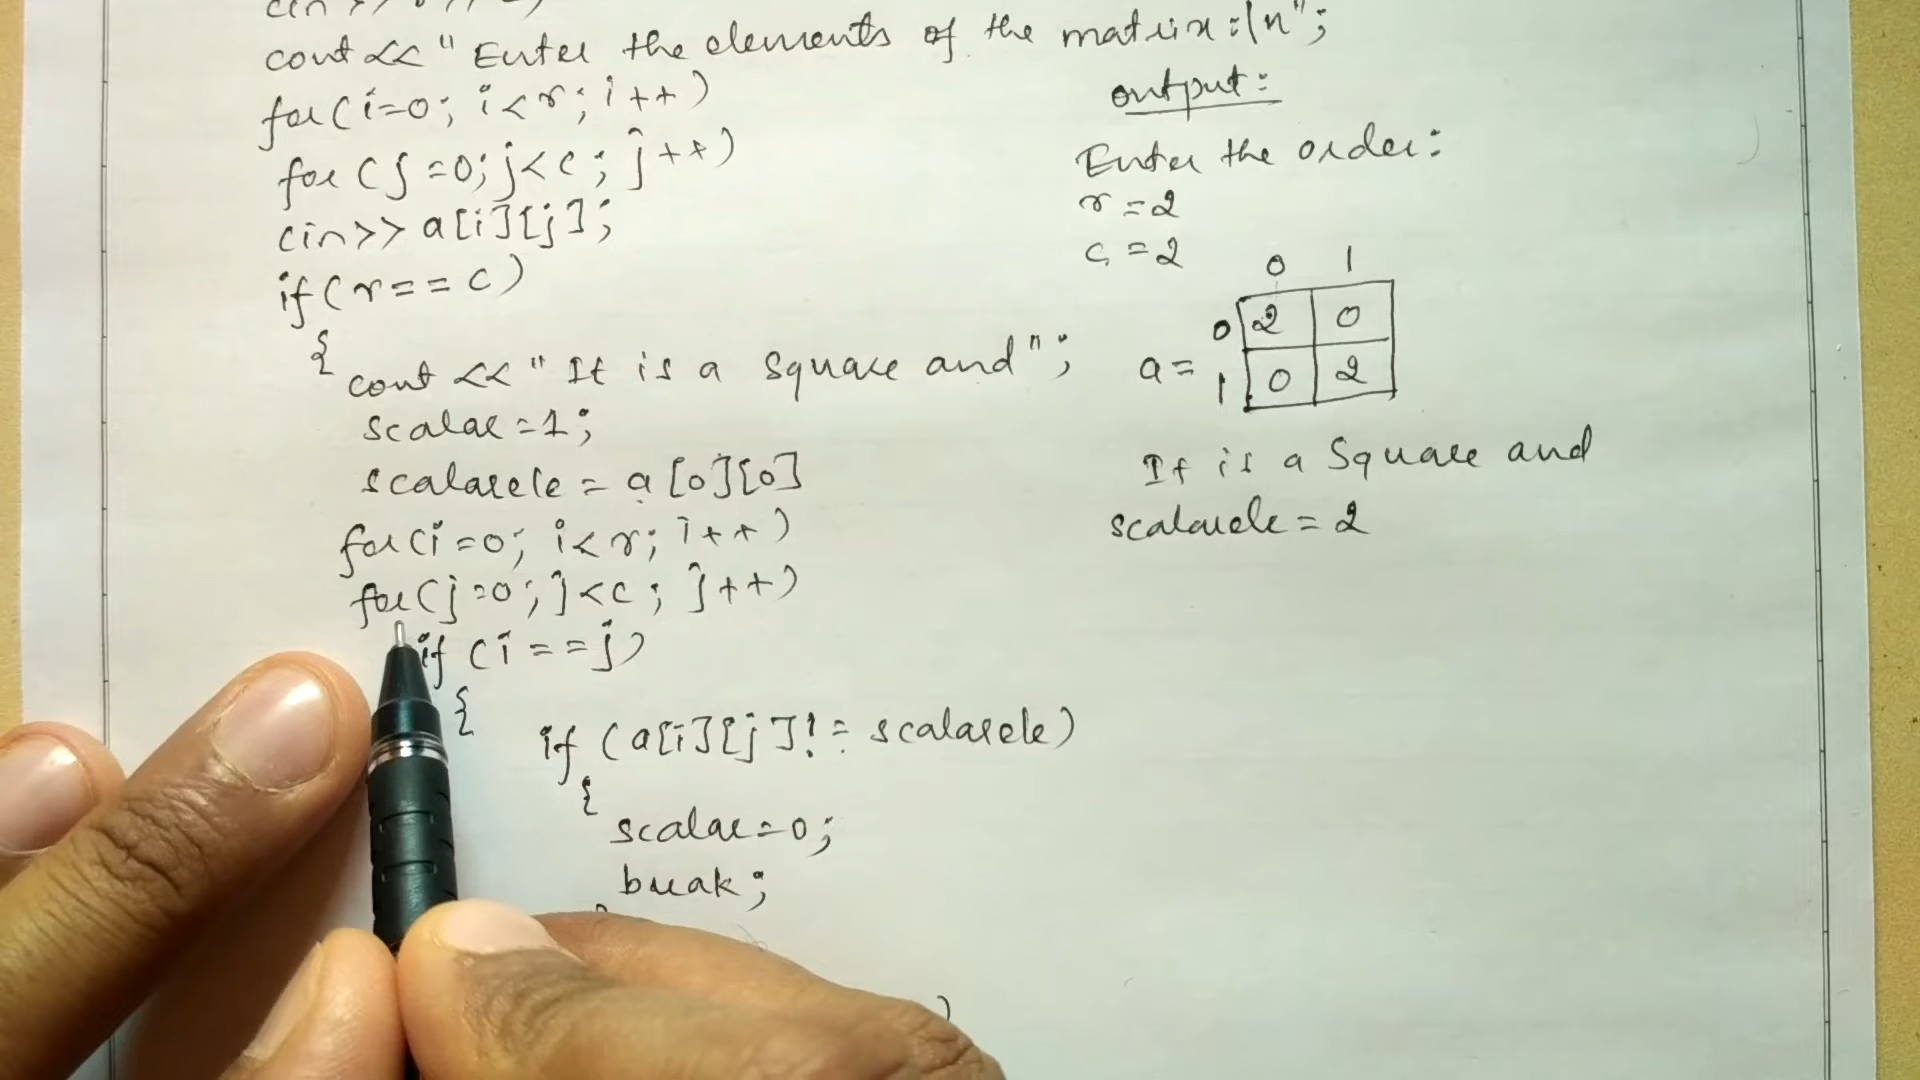 cout << "Enter the elements of the matrix:\n";
for(i=0; i<r; i++)
for(j=0; j<c; j++)
cin>> a[i][j];
if(r==c)
{
cout << "It is a square and";
scalar=1;
scalarele = a[0][0]
for(i=0; i<r; i++)
for(j=0; j<c; j++)
if (i==j)
{
if (a[i][j]!= scalarele)
{
scalar=0;
break;
output:
Enter the order:
r=2
c=2
0 1
0 2 0
a=
1 0 2
It is a Square and
scalarele = 2